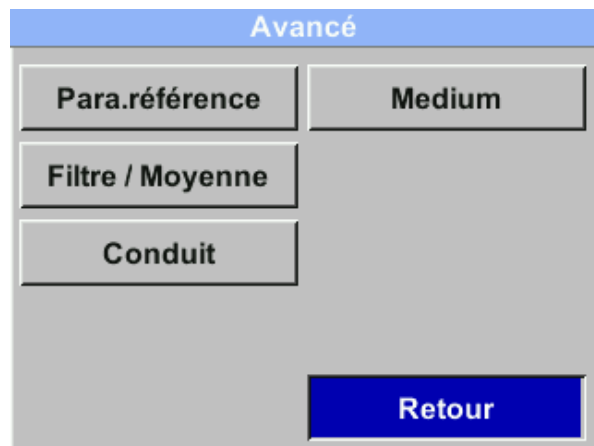 Avancé
Para.référence
Medium
Filtre / Moyenne
Conduit
Retour